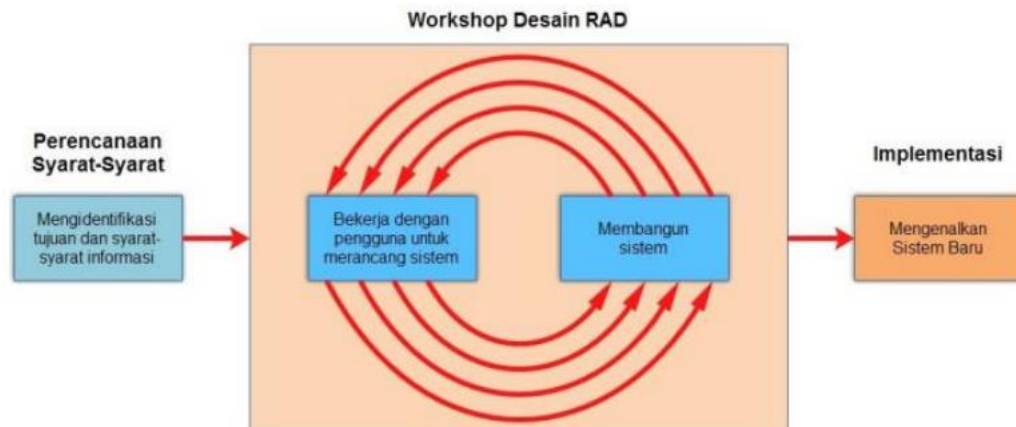 Workshop Desain RAD
Perencanaan
Syarat-Syarat
Mengidentifikasi
tujuan dan syarat-
syarat informasi
Bekerja dengan
pengguna untuk
merancang sistem
Membangun
sistem
Implementasi
Mengenalkan
Sistem Baru